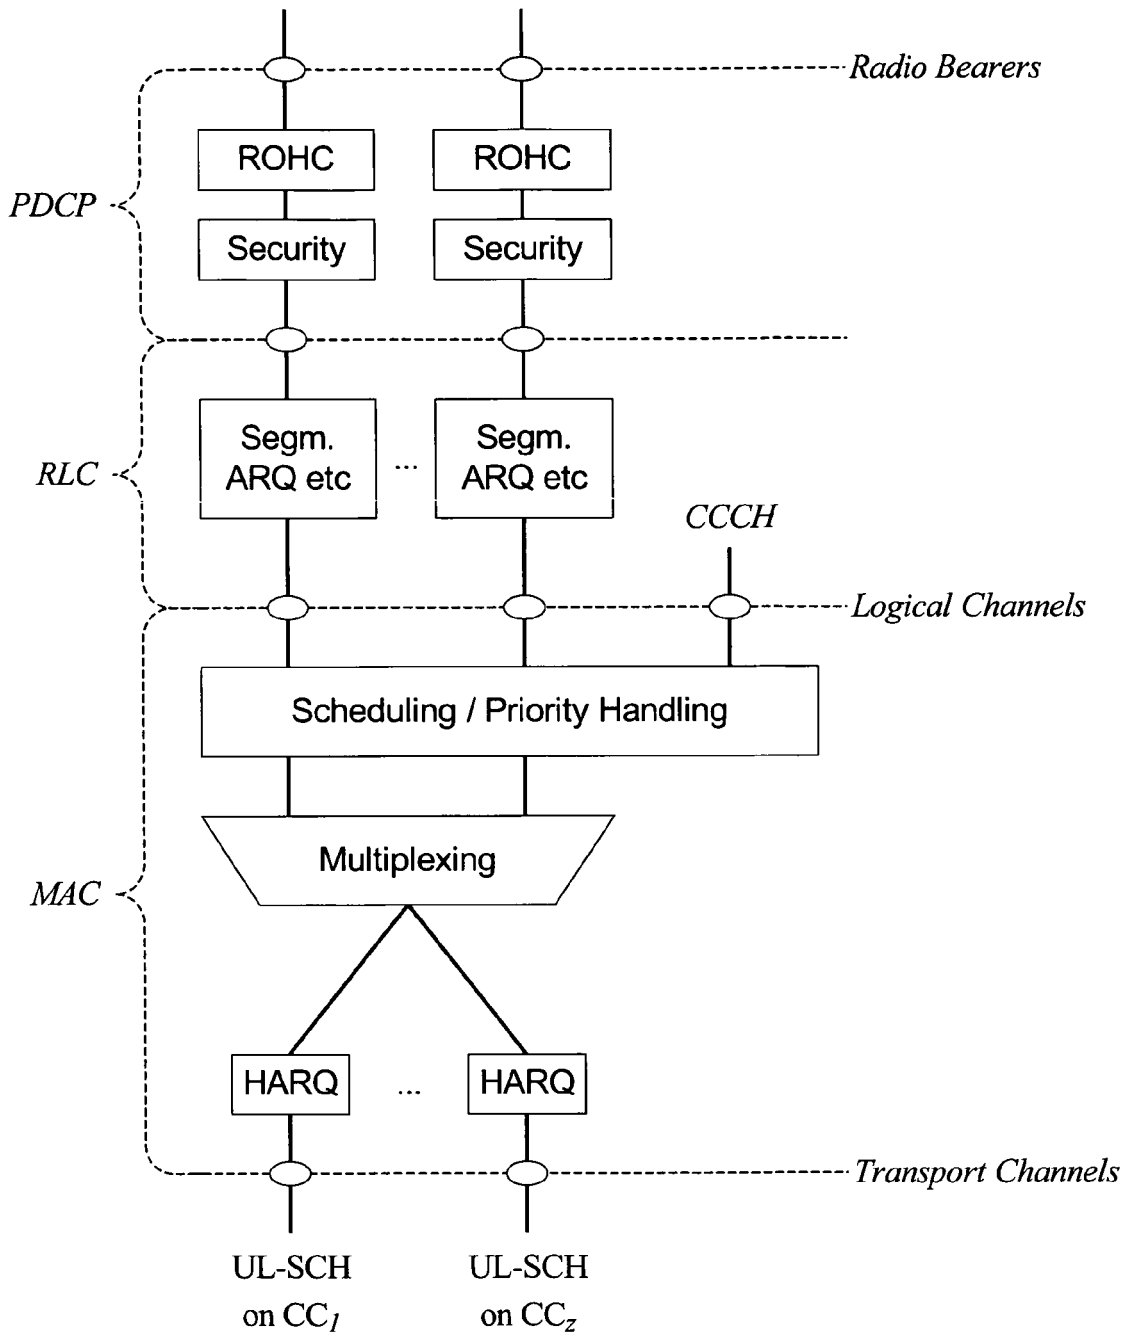 Radio Bearers
ROHC ROHC
PDCP
Security Security
Segm. Segm.
ARQ etc ... ARQ etc
RLC
CCCH
Logical Channels
Scheduling / Priority Handling
Multiplexing
MAC
HARQ ... HARQ
Transport Channels
UL-SCH UL-SCH
on CC1 on CCz